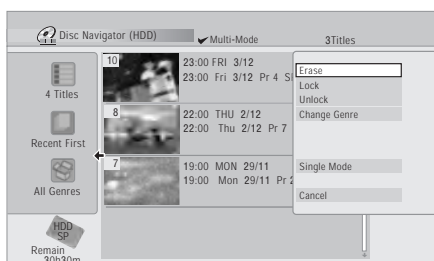 Disc Navigator (HDD)
Multi-Mode
3Titles
4 Titles
Recent First
All Genres
HDD
SP
Remain
30h30m
10
23:00 FRI 3/12
23:00 Fri 3/12 Pr 4
8
22:00 THU 2/12
22:00 Thu 2/12 Pr 7
7
19:00 MON 29/11
19:00 Mon 29/11 Pr 2
Erase
Lock
Unlock
Change Genre
Single Mode
Cancel